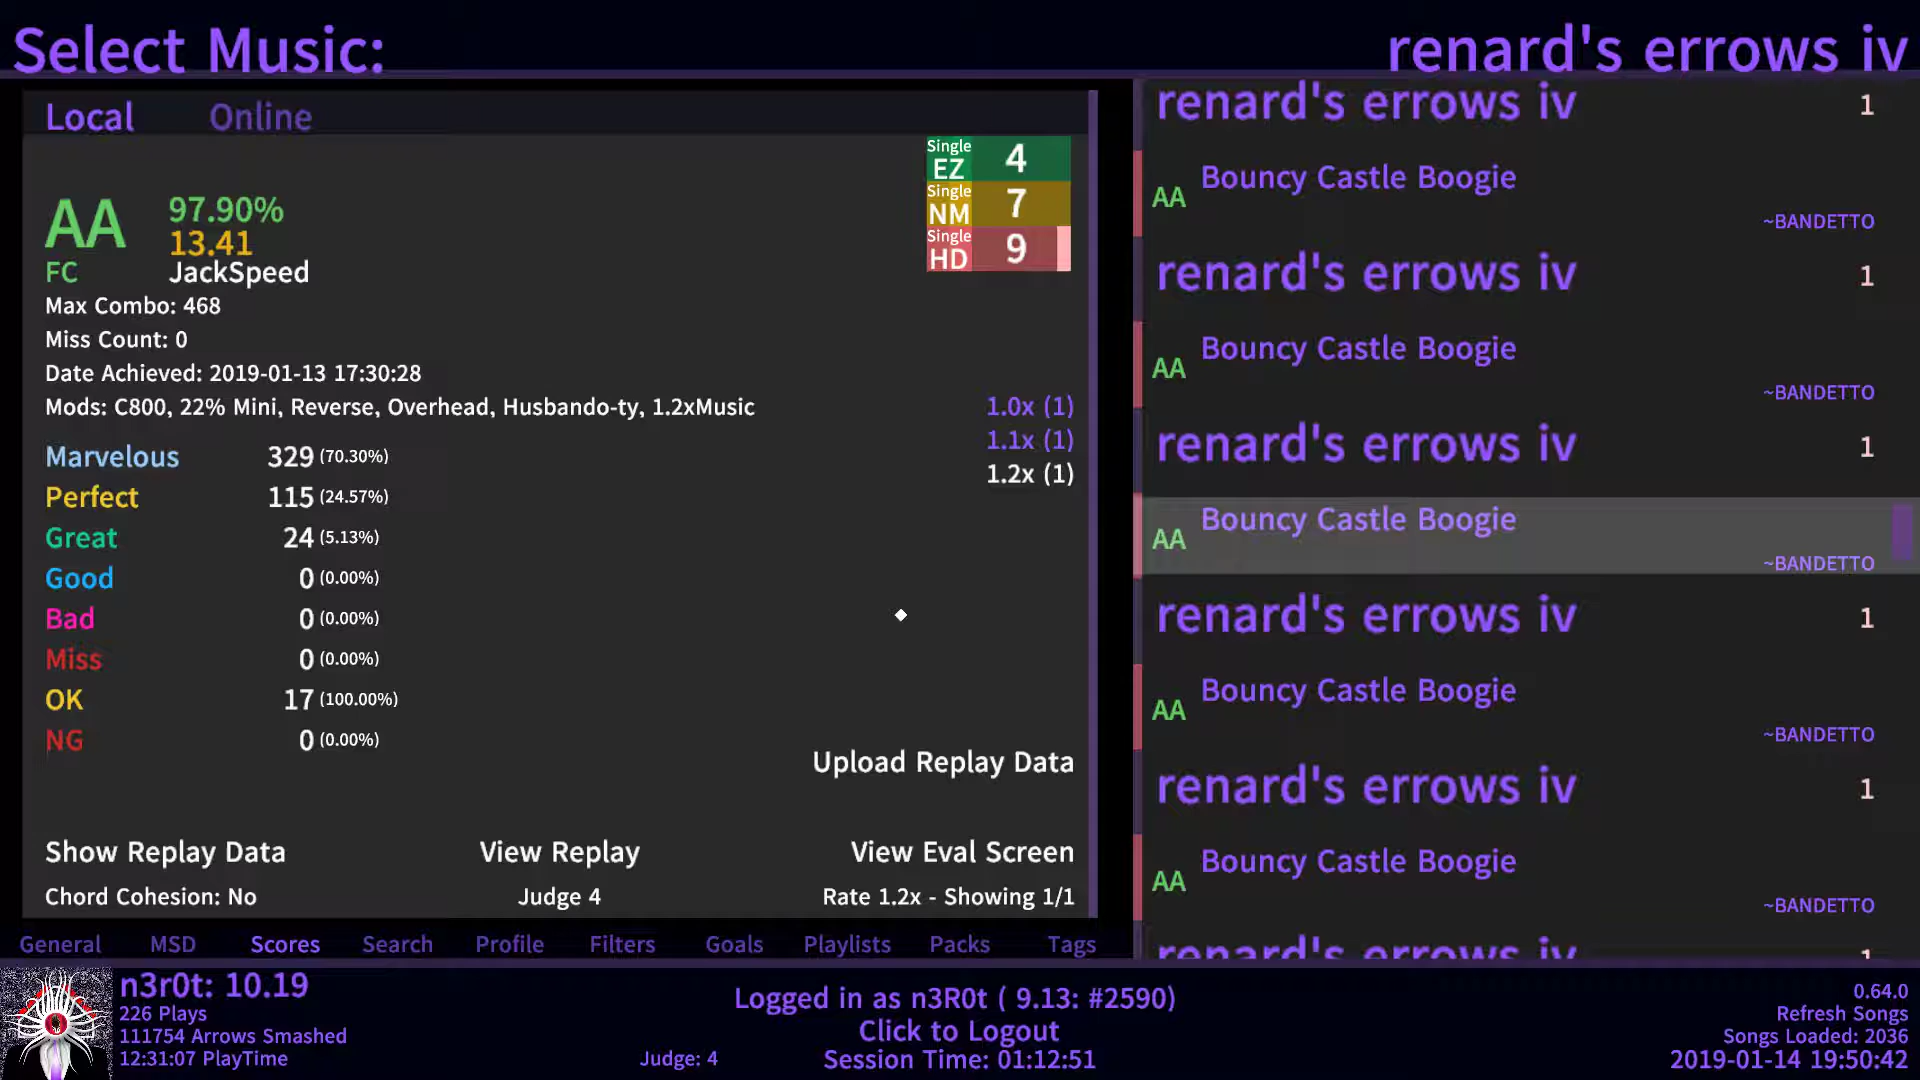 Select Music:
renard's errows iv
Local Online
AA 97.90%
13.41
FC JackSpeed
Max Combo: 468
Miss Count: 0
Date Achieved: 2019-01-13 17:30:28
Mods: C800, 22% Mini, Reverse, Overhead, Husbando-ty, 1.2xMusic
Single EZ 4
Single NM 7
Single HD 9
1.0x (1)
1.1x (1)
1.2x (1)
Marvelous 329 (70.30%)
Perfect 115 (24.57%)
Great 24 (5.13%)
Good 0 (0.00%)
Bad 0 (0.00%)
Miss 0 (0.00%)
OK 17 (100.00%)
NG 0 (0.00%)
Upload Replay Data
Show Replay Data View Replay View Eval Screen
Chord Cohesion: No Judge 4 Rate 1.2x - Showing 1/1
renard's errows iv 1
AA Bouncy Castle Boogie
~BANDETTO
renard's errows iv 1
AA Bouncy Castle Boogie
~BANDETTO
renard's errows iv 1
AA Bouncy Castle Boogie
~BANDETTO
renard's errows iv 1
AA Bouncy Castle Boogie
~BANDETTO
renard's errows iv 1
AA Bouncy Castle Boogie
~BANDETTO
renard's errows iv 1
General MSD Scores Search Profile Filters Goals Playlists Packs Tags
n3r0t: 10.19
226 Plays
111754 Arrows Smashed
12:31:07 PlayTime
Judge: 4
Logged in as n3R0t ( 9.13: #2590)
Click to Logout
Session Time: 01:12:51
0.64.0
Refresh Songs
Songs Loaded: 2036
2019-01-14 19:50:42